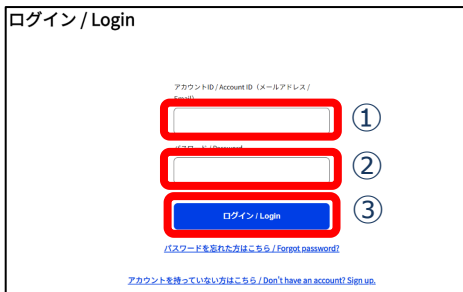 ログイン / Login
アカウントID / Account ID（メールアドレス /
Email）
①
パスワード / Password
②
ログイン / Login
③
パスワードを忘れた方はこちら / Forgot password?
アカウントを持っていない方はこちら / Don't have an account? Sign up.